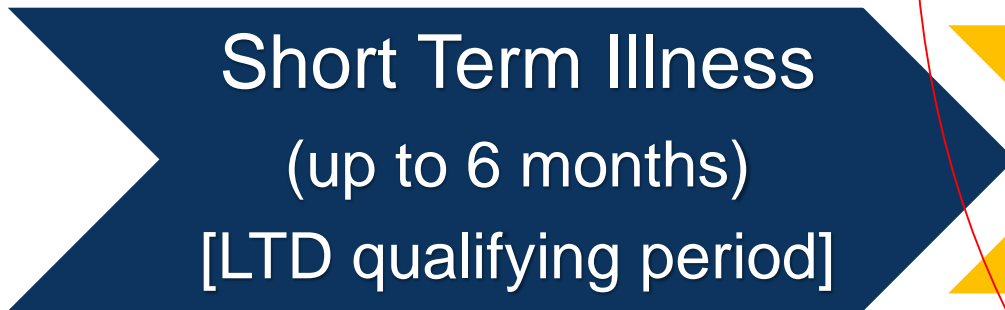 Short Term Illness
(up to 6 months)
[LTD qualifying period]